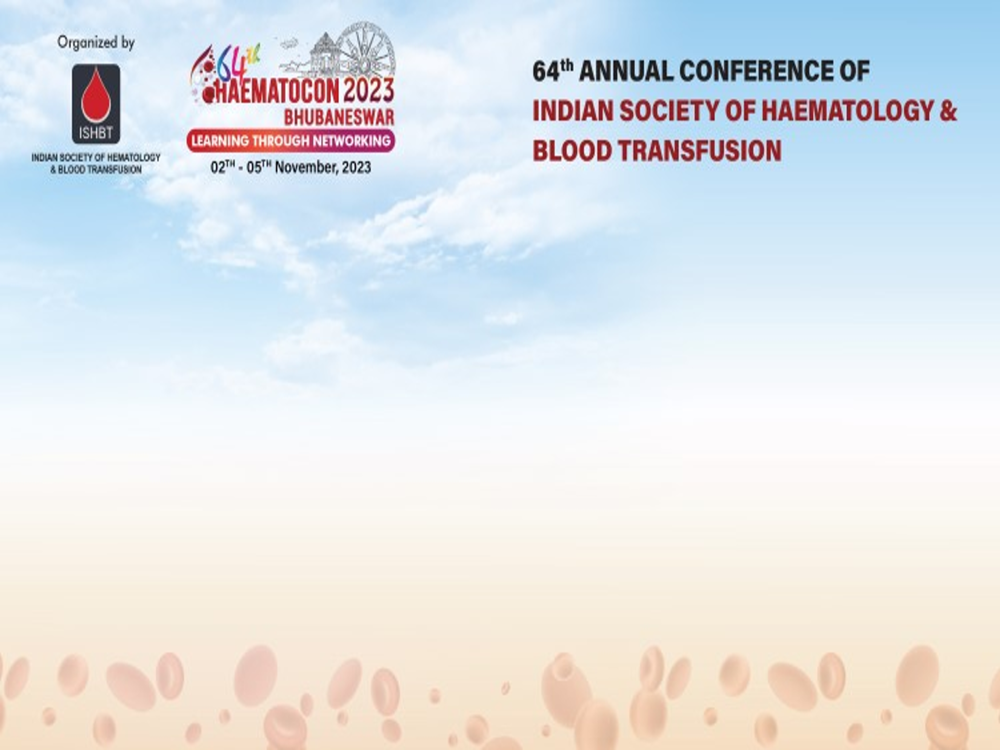 Organized by
ISHBT
INDIAN SOCIETY OF HEMATOLOGY
& BLOOD TRANSFUSION
64th
HAEMATOCON 2023
BHUBANESWAR
LEARNING THROUGH NETWORKING
02TH - 05TH November, 2023
64th ANNUAL CONFERENCE OF
INDIAN SOCIETY OF HAEMATOLOGY &
BLOOD TRANSFUSION